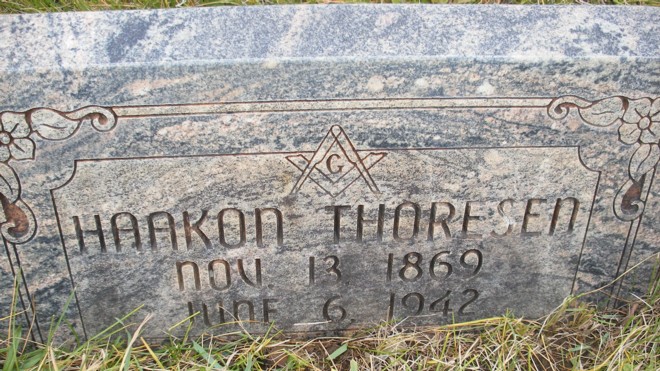 G
HAAKON THORESEN
NOV. 13 1869
JUNE 6, 1942